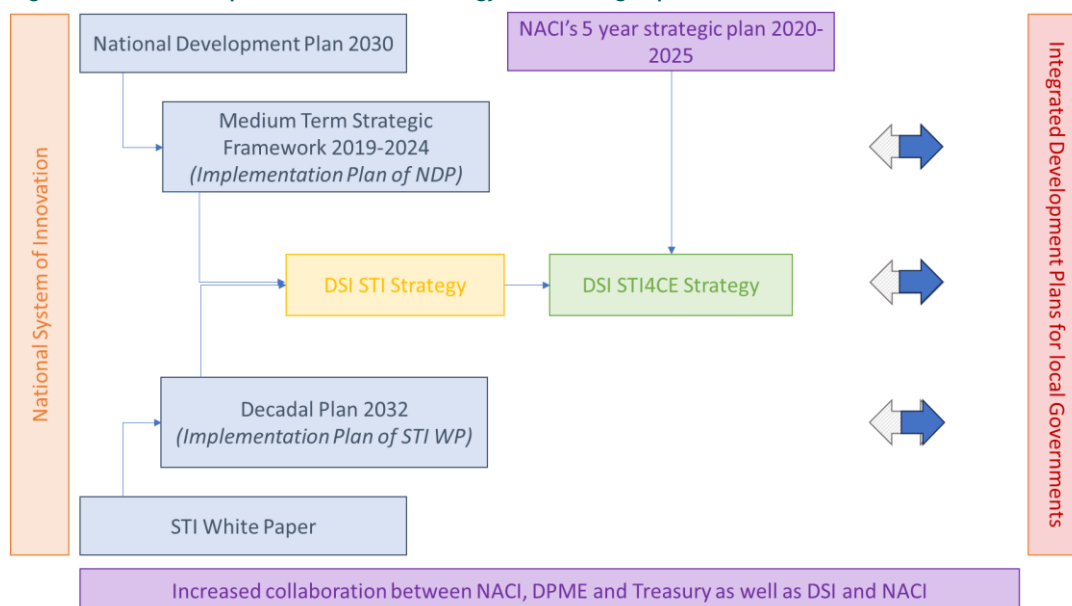 National Development Plan 2030
NACI's 5 year strategic plan 2020-
2025
Medium Term Strategic
Framework 2019-2024
(Implementation Plan of NDP)
DSI STI Strategy
DSI STI4CE Strategy
Decadal Plan 2032
(Implementation Plan of STI WP)
STI White Paper
National System of Innovation
Integrated Development Plans for local Governments
Increased collaboration between NACI, DPME and Treasury as well as DSI and NACI